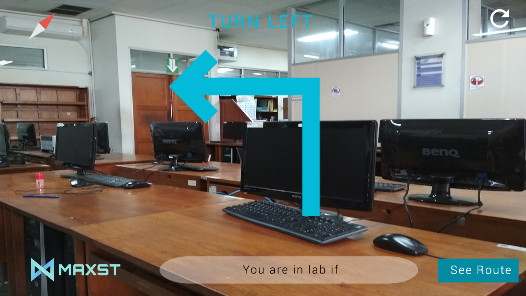 TURN LEFT
BENQ
MAXST
You are in lab if
See Route